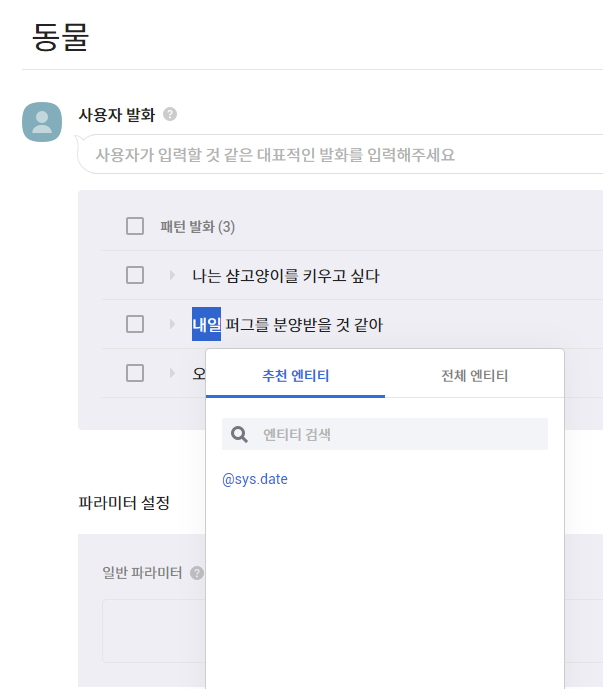 동물
사용자 발화 ?
사용자가 입력할 것 같은 대표적인 발화를 입력해주세요
패턴 발화 (3)
나는 샴고양이를 키우고 싶다
내일 퍼그를 분양받을 것 같아
오
추천 엔티티 전체 엔티티
엔티티 검색
@sys.date
파라미터 설정
일반 파라미터 ?